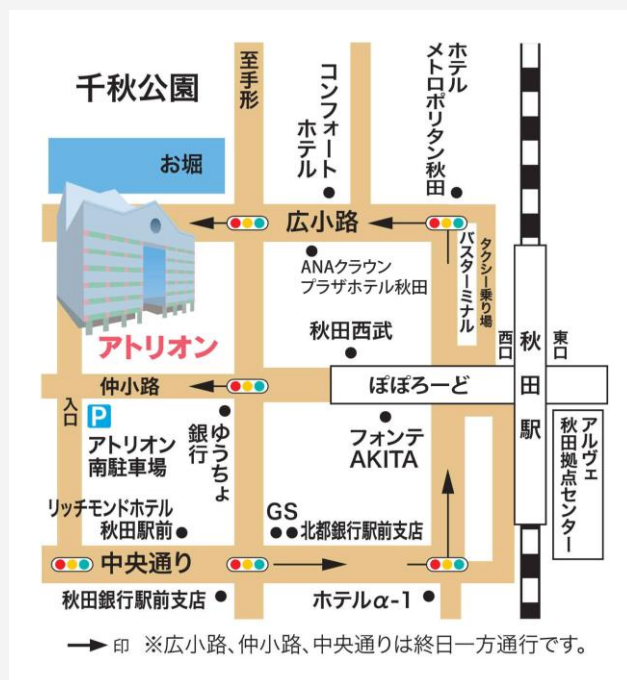 千秋公園
お堀
至手形
コンフォート
ホテル
ホテル
メトロポリタン秋田
広小路
ANAクラウン
プラザホテル秋田
バスターミナル
タクシー乗り場
アトリオン
秋田西武
西口
秋田駅
東口
仲小路
ぽぽろーど
入口
P
アトリオン
南駐車場
ゆうちょ
銀行
フォンテ
AKITA
アルヴェ
秋田拠点センター
リッチモンドホテル
秋田駅前
GS
北都銀行駅前支店
中央通り
秋田銀行駅前支店
ホテルα-1
→印 ※広小路、仲小路、中央通りは終日一方通行です。